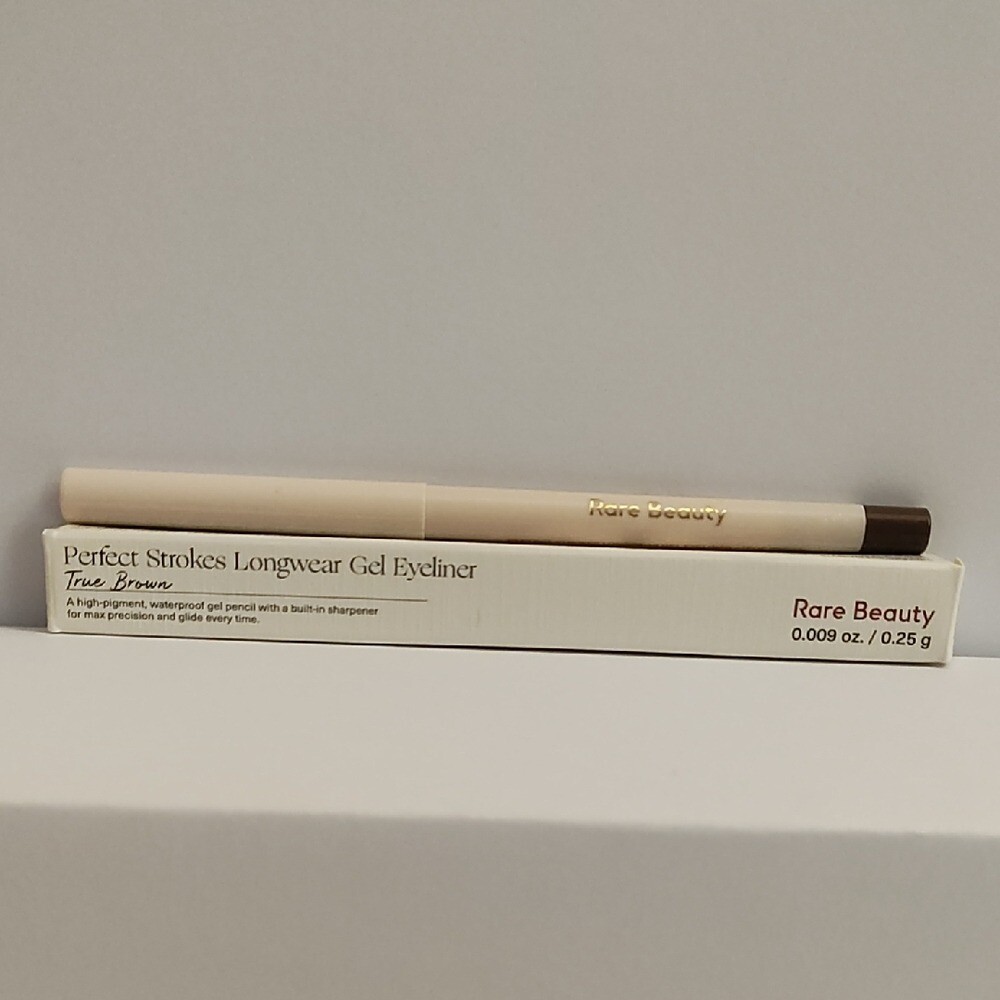 Rare Beauty
Perfect Strokes Longwear Gel Eyeliner
True Brown
A high-pigment, waterproof gel pencil with a built-in sharpener
for max precision and glide every time.
Rare Beauty
0.009 oz. / 0.25 g